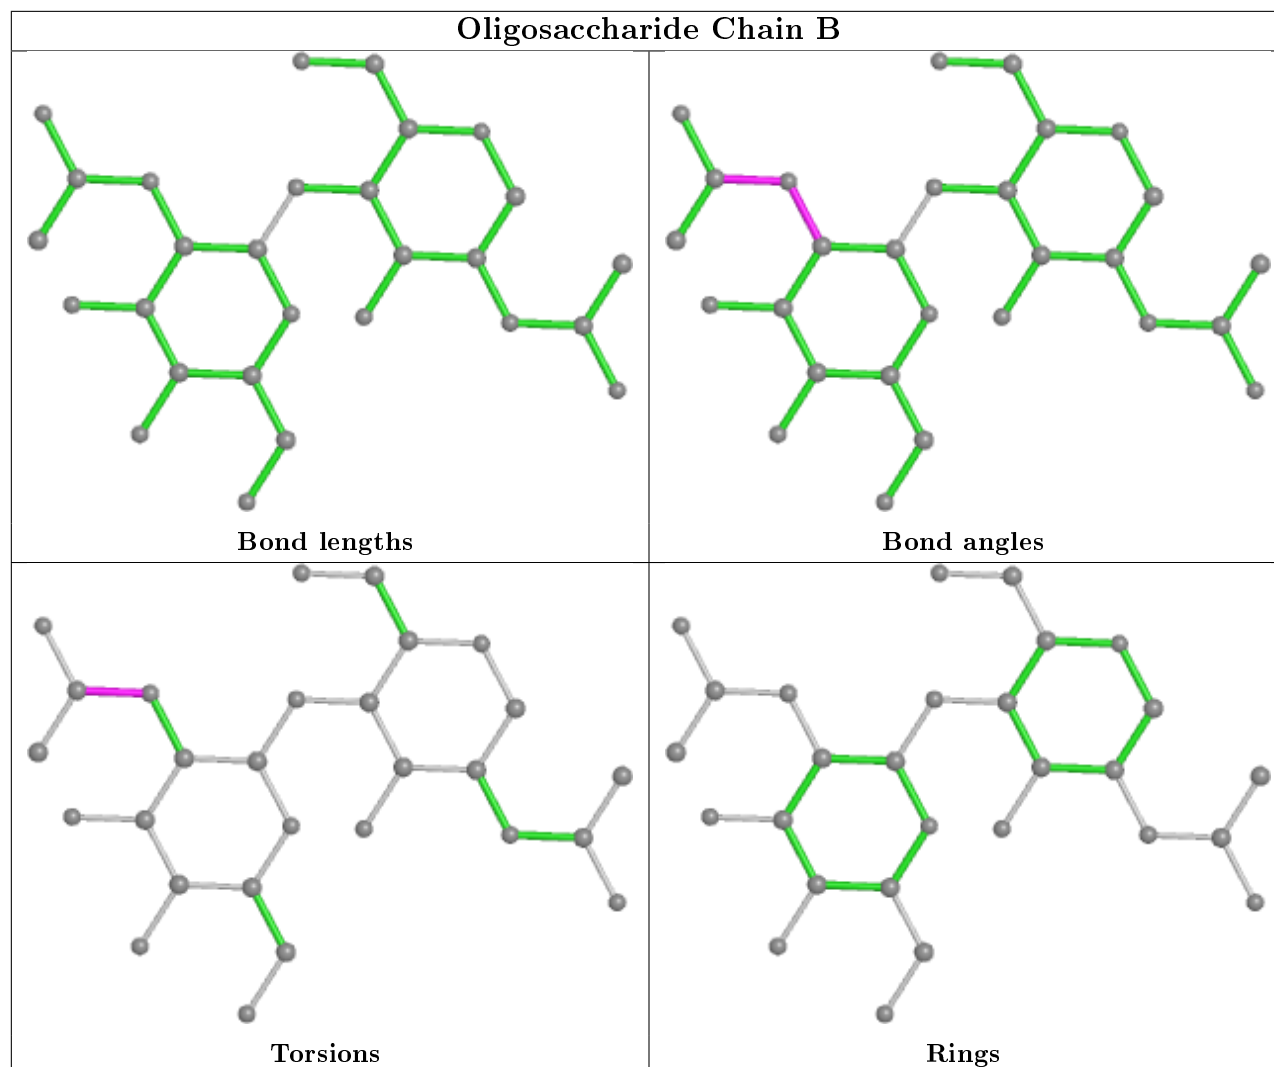 Oligosaccharide Chain B
Bond lengths
Bond angles
Torsions
Rings